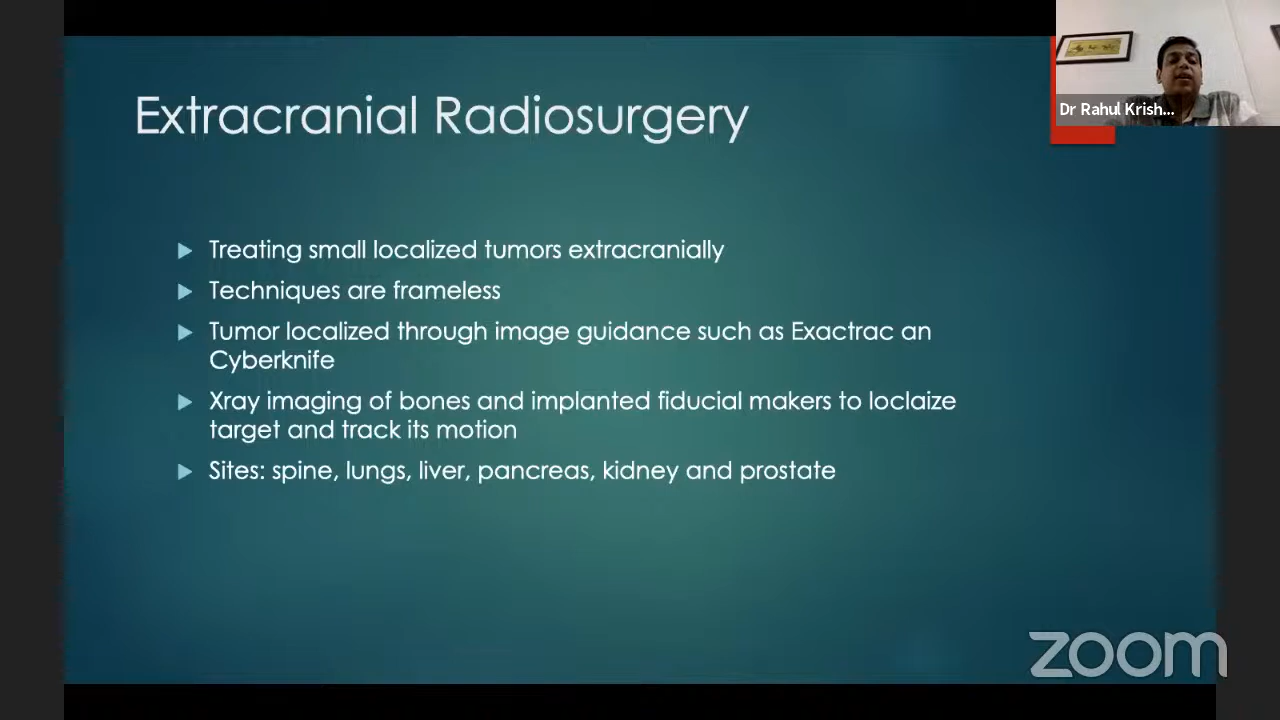 Extracranial Radiosurgery
Dr Rahul Krish...
Treating small localized tumors extracranially
Techniques are frameless
Tumor localized through image guidance such as Exactrac an
Cyberknife
Xray imaging of bones and implanted fiducial makers to loclaize
target and track its motion
Sites: spine, lungs, liver, pancreas, kidney and prostate
zoom